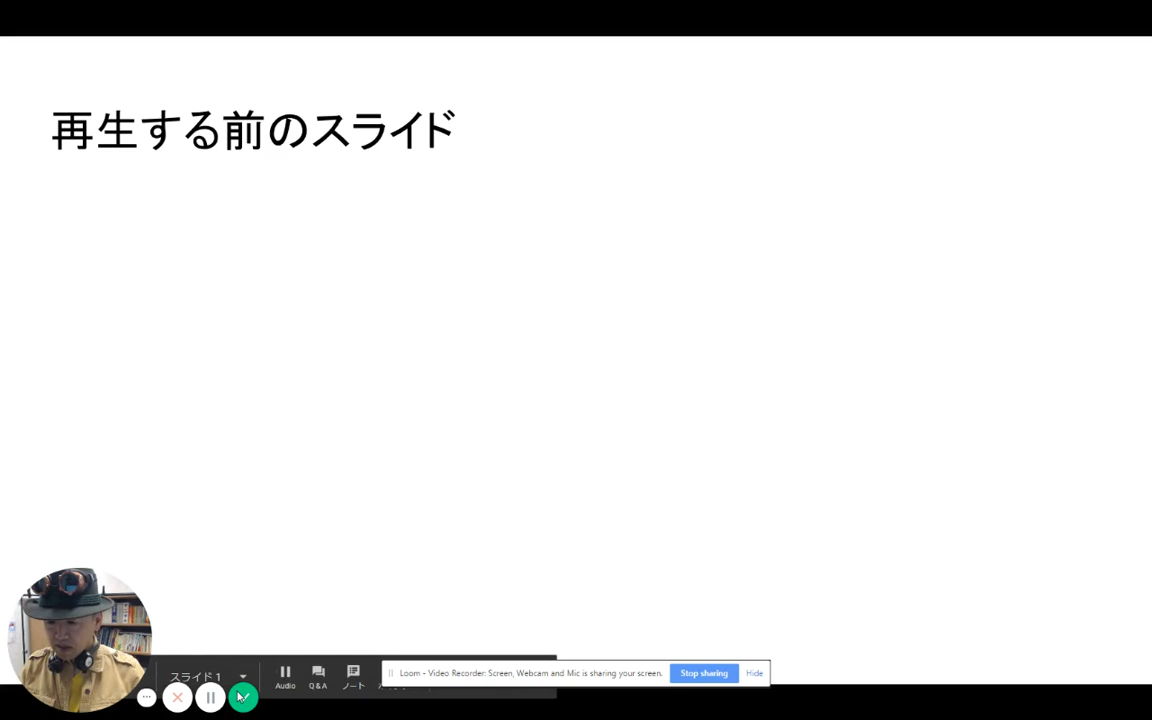 再生する前のスライド
スライド 1
Audio
Q&A
ノート
Loom - Video Recorder: Screen, Webcam and Mic is sharing your screen.
Stop sharing
Hide